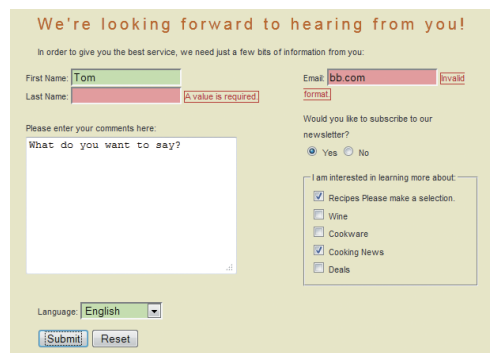 We're looking forward to hearing from you!
In order to give you the best service, we need just a few bits of information from you:
First Name: Tom
Last Name: A value is required.
Email: bb.com Invalid
format.
Please enter your comments here:
What do you want to say?
Would you like to subscribe to our
newsletter?
Yes No
I am interested in learning more about:
Recipes Please make a selection.
Wine
Cookware
Cooking News
Deals
Language: English
Submit Reset